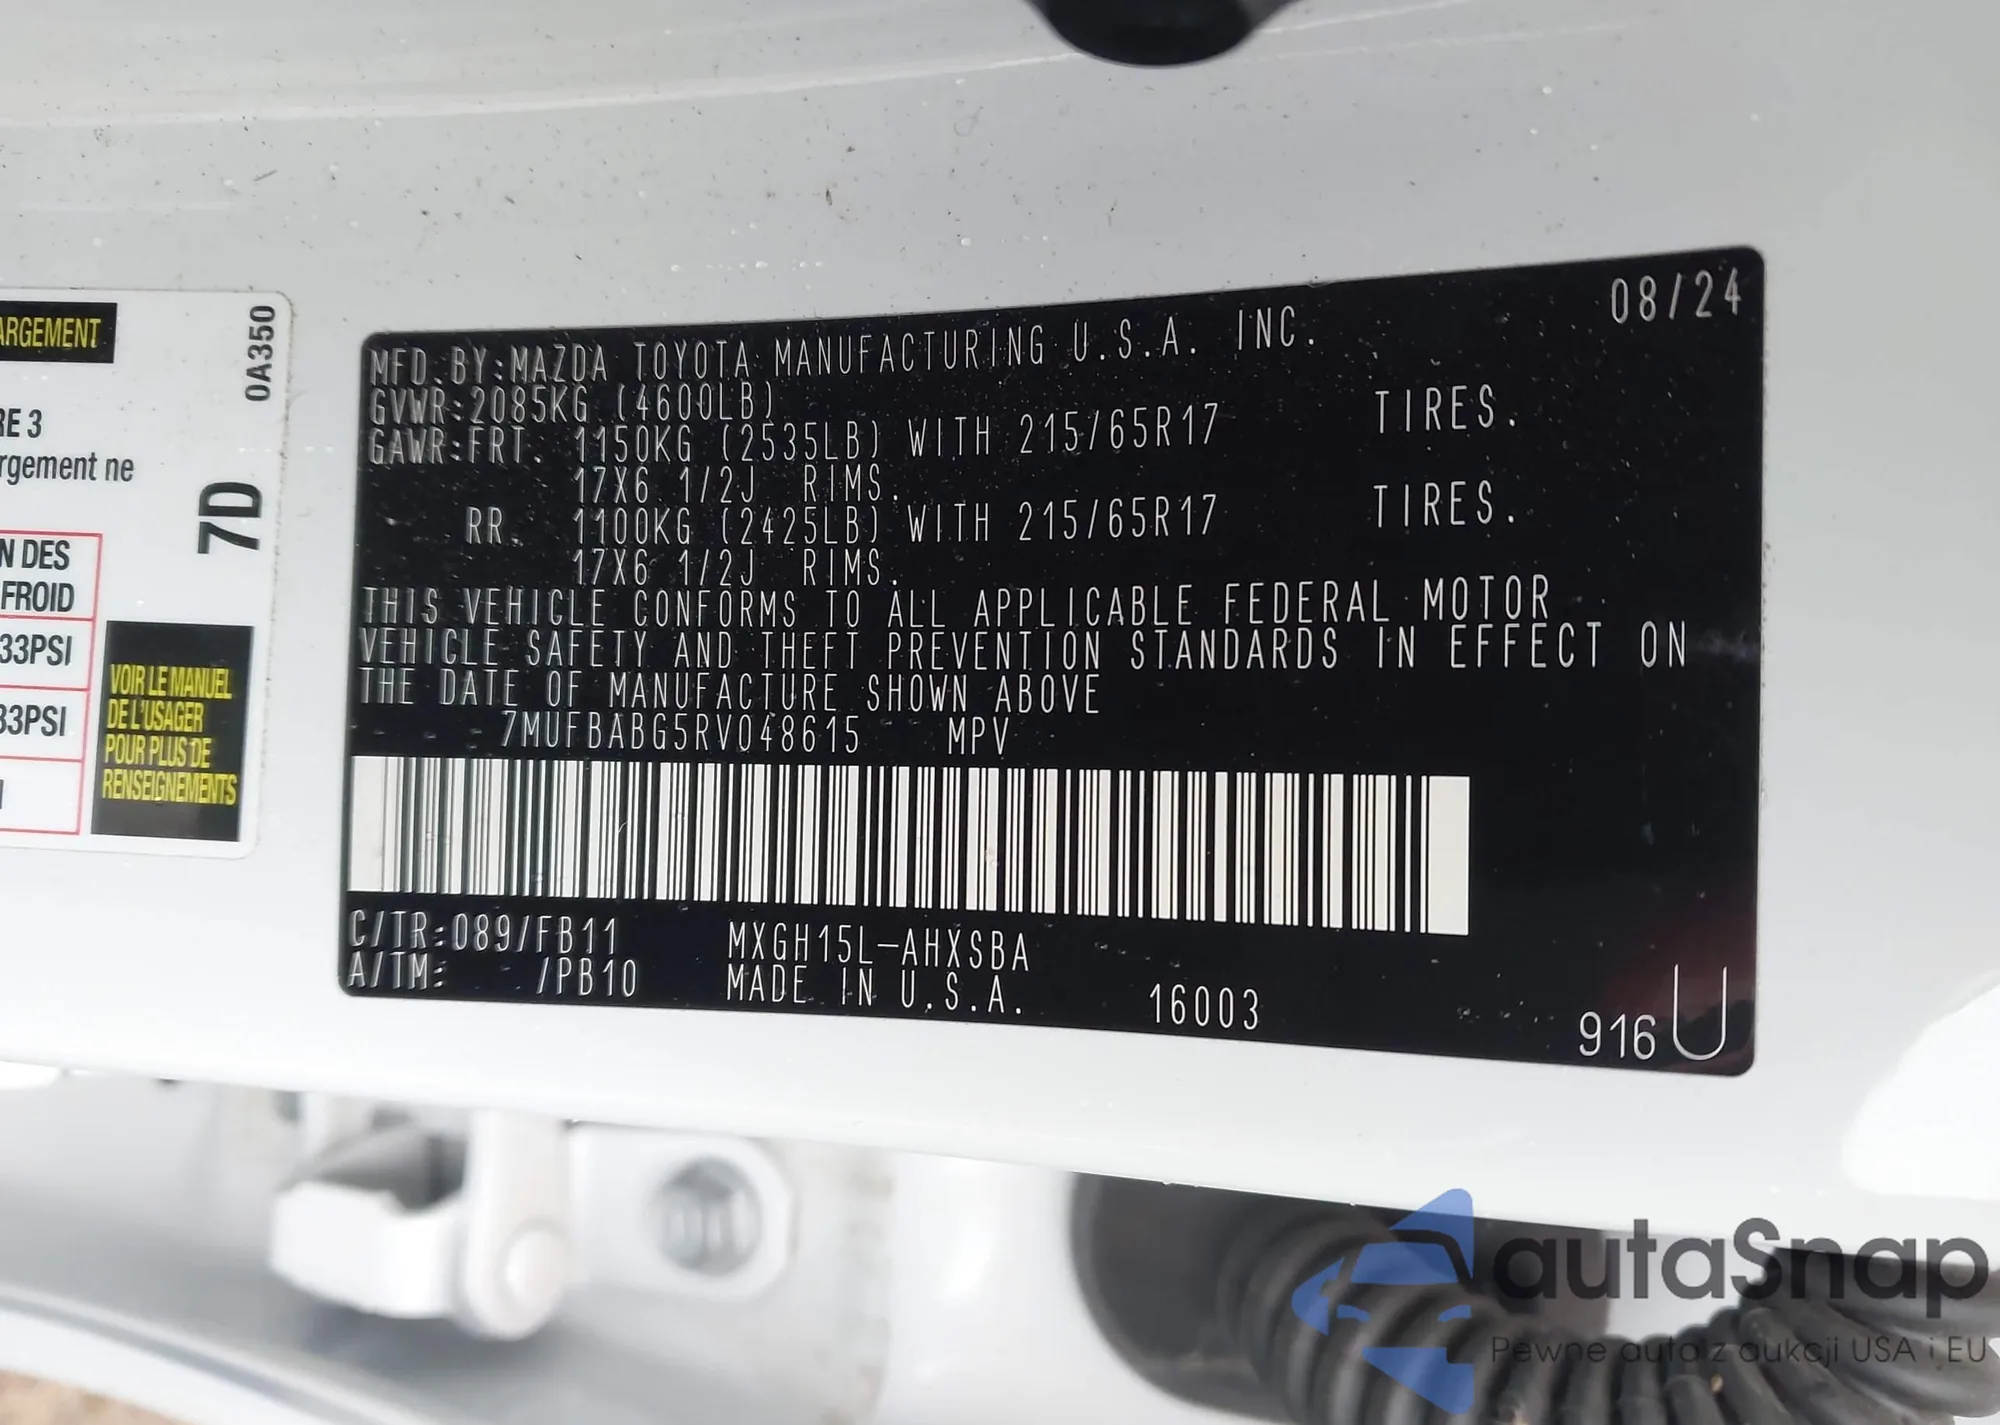 ARGEMENT
0A350
RE 3
rgement ne
7D
N DES
FROID
33PSI
33PSI
VOIR LE MANUEL
DE L'USAGER
POUR PLUS DE
RENSEIGNEMENTS
08/24
MFD. BY: MAZDA TOYOTA MANUFACTURING U.S.A. INC.
GVWR: 2085KG (4600LB)
GAWR: FRT. 1150KG (2535LB) WITH 215/65R17 TIRES.
17X6 1/2J RIMS.
RR. 1100KG (2425LB) WITH 215/65R17 TIRES.
17X6 1/2J RIMS.
THIS VEHICLE CONFORMS TO ALL APPLICABLE FEDERAL MOTOR
VEHICLE SAFETY AND THEFT PREVENTION STANDARDS IN EFFECT ON
THE DATE OF MANUFACTURE SHOWN ABOVE
7MUFBABG5RV048615 MPV
C/TR: 089/FB11 MXGH15L-AHXSBA
A/TM: /PB10 MADE IN U.S.A. 16003
916 U
autaSnap
Pewne auta z aukcji USA i EU